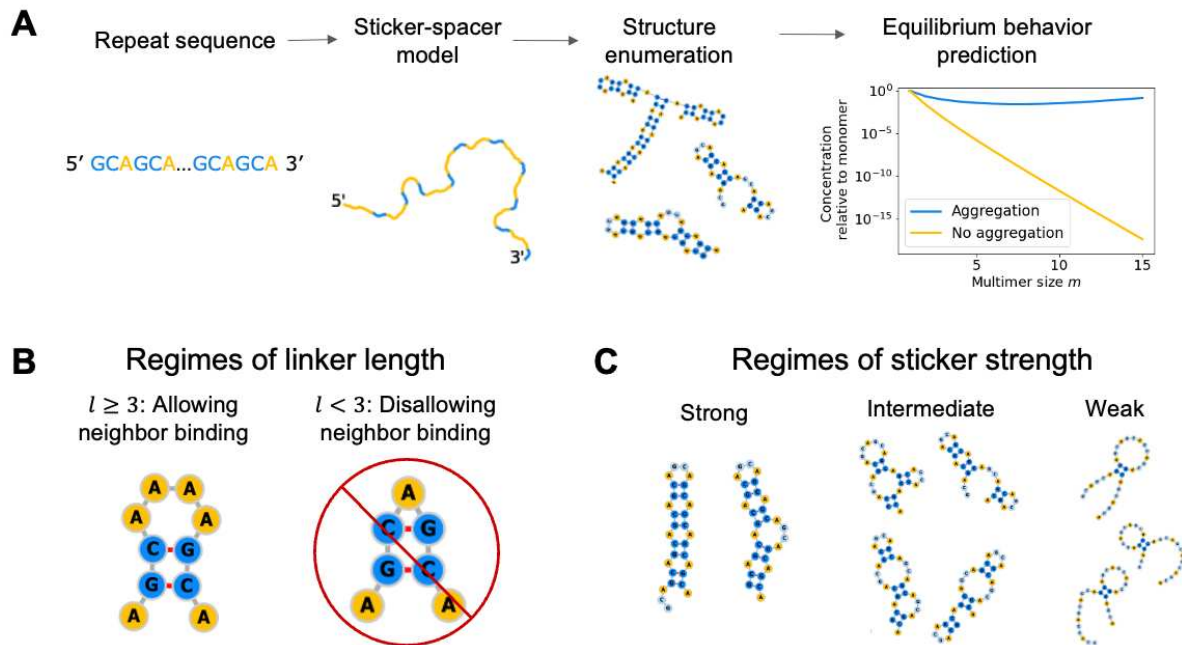 A
Repeat sequence
Sticker-spacer
model
Structure
enumeration
Equilibrium behavior
prediction
5′ GCAGCA...GCAGCA 3′
5'
3'
Concentration
relative to monomer
10⁰
10⁻⁵
10⁻¹⁰
10⁻¹⁵
Aggregation
No aggregation
5
10
15
Multimer size m
B
Regimes of linker length
l ≥ 3: Allowing
neighbor binding
l < 3: Disallowing
neighbor binding
A A
A A
C G
G C
A A
A
C G
G C
A A
C
Regimes of sticker strength
Strong
Intermediate
Weak